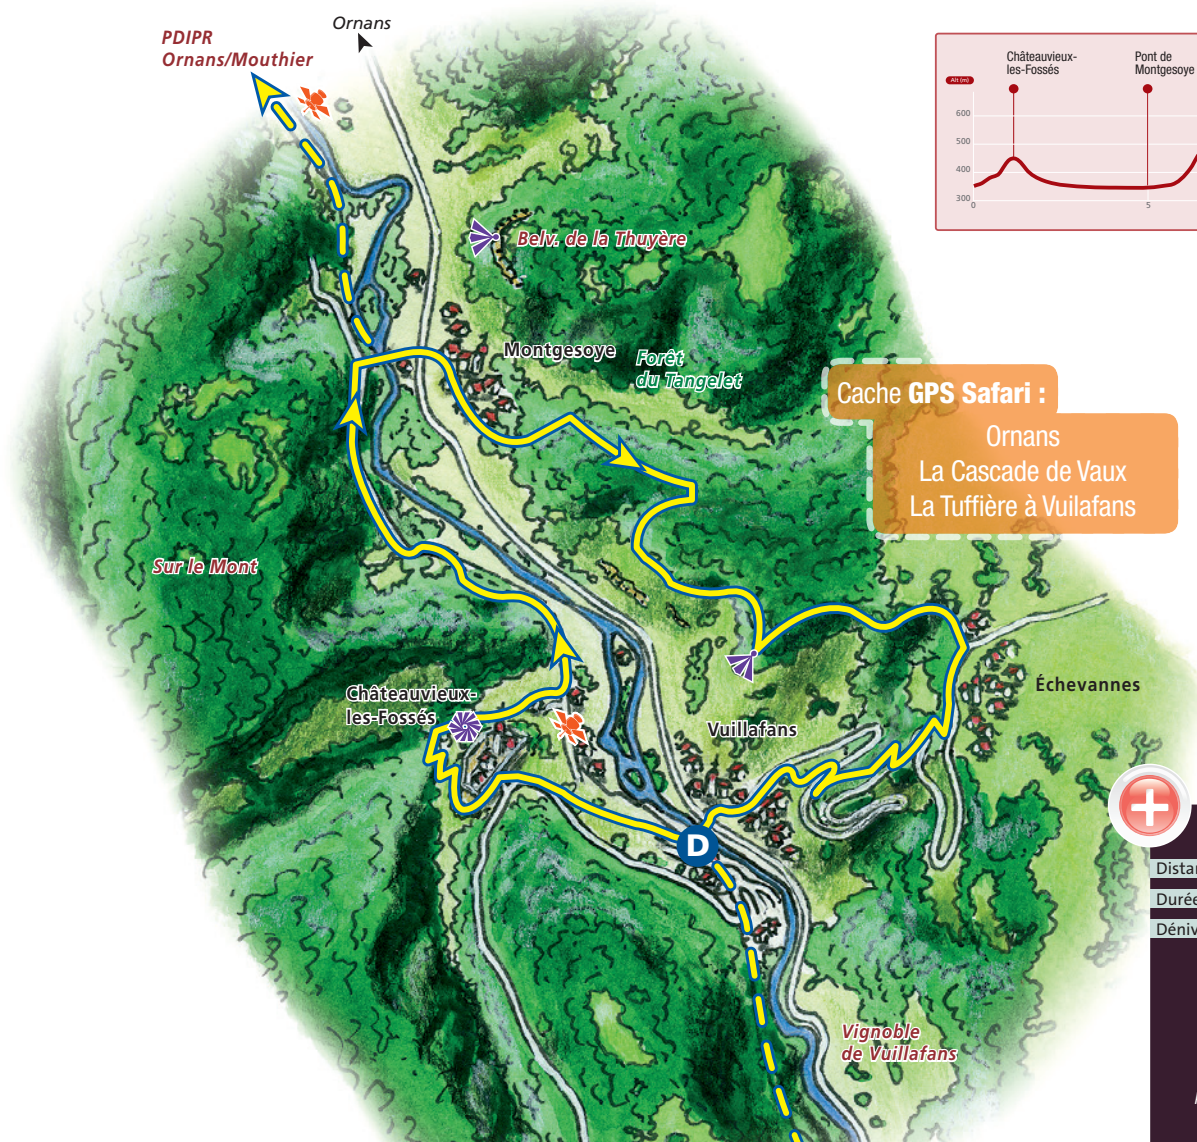 PDIPR
Ornans/Mouthier
Ornans
Châteauvieux-
les-Fossés
Pont de
Montgesoye
Alt (m)
600
500
400
300
0
5
Belv. de la Thuyère
Montgesoye
Forêt
du Tangelet
Cache GPS Safari :
Ornans
La Cascade de Vaux
La Tuffière à Vuilafans
Sur le Mont
Châteauvieux-
les-Fossés
Échevannes
Vuillafans
D
Distan
Durée
Déniv
Vignoble
de Vuillafans